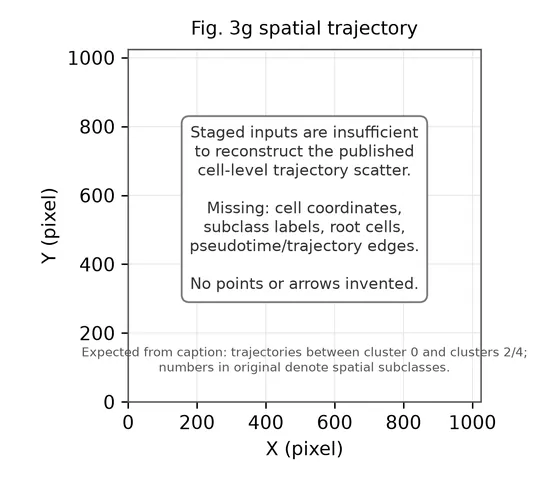 Fig. 3g spatial trajectory
1000
800
600
400
200
0
Y (pixel)
Staged inputs are insufficient
to reconstruct the published
cell-level trajectory scatter.
Missing: cell coordinates,
subclass labels, root cells,
pseudotime/trajectory edges.
No points or arrows invented.
Expected from caption: trajectories between cluster 0 and clusters 2/4;
numbers in original denote spatial subclasses.
0 200 400 600 800 1000
X (pixel)